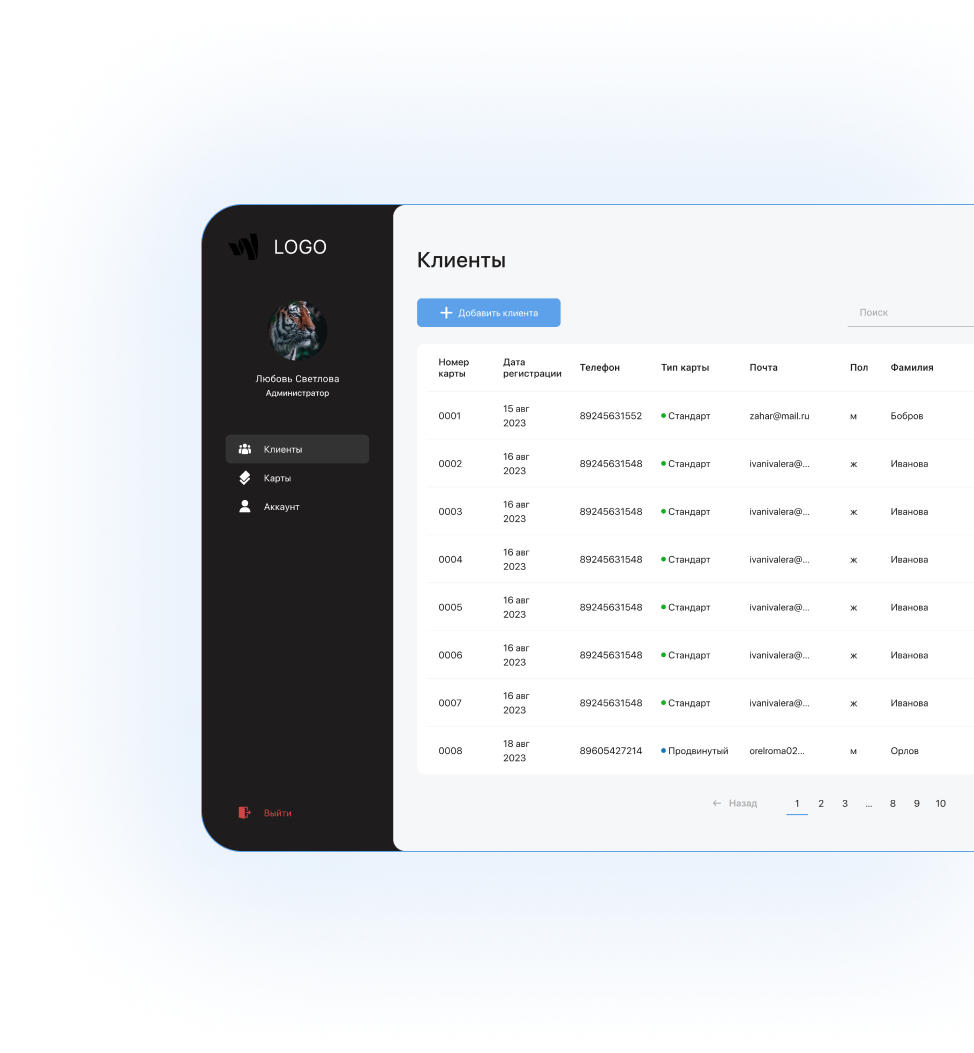 LOGO
Любовь Светлова
Администратор
Клиенты
Карты
Аккаунт
Выйти
Клиенты
Добавить клиента
Поиск
Номер карты Дата регистрации Телефон Тип карты Почта Пол Фамилия
0001 15 авг 2023 89245631552 Стандарт zahar@mail.ru м Бобров
0002 16 авг 2023 89245631548 Стандарт ivanivalera@... ж Иванова
0003 16 авг 2023 89245631548 Стандарт ivanivalera@... ж Иванова
0004 16 авг 2023 89245631548 Стандарт ivanivalera@... ж Иванова
0005 16 авг 2023 89245631548 Стандарт ivanivalera@... ж Иванова
0006 16 авг 2023 89245631548 Стандарт ivanivalera@... ж Иванова
0007 16 авг 2023 89245631548 Стандарт ivanivalera@... ж Иванова
0008 18 авг 2023 89605427214 Продвинутый orelroma02... м Орлов
← Назад 1 2 3 ... 8 9 10